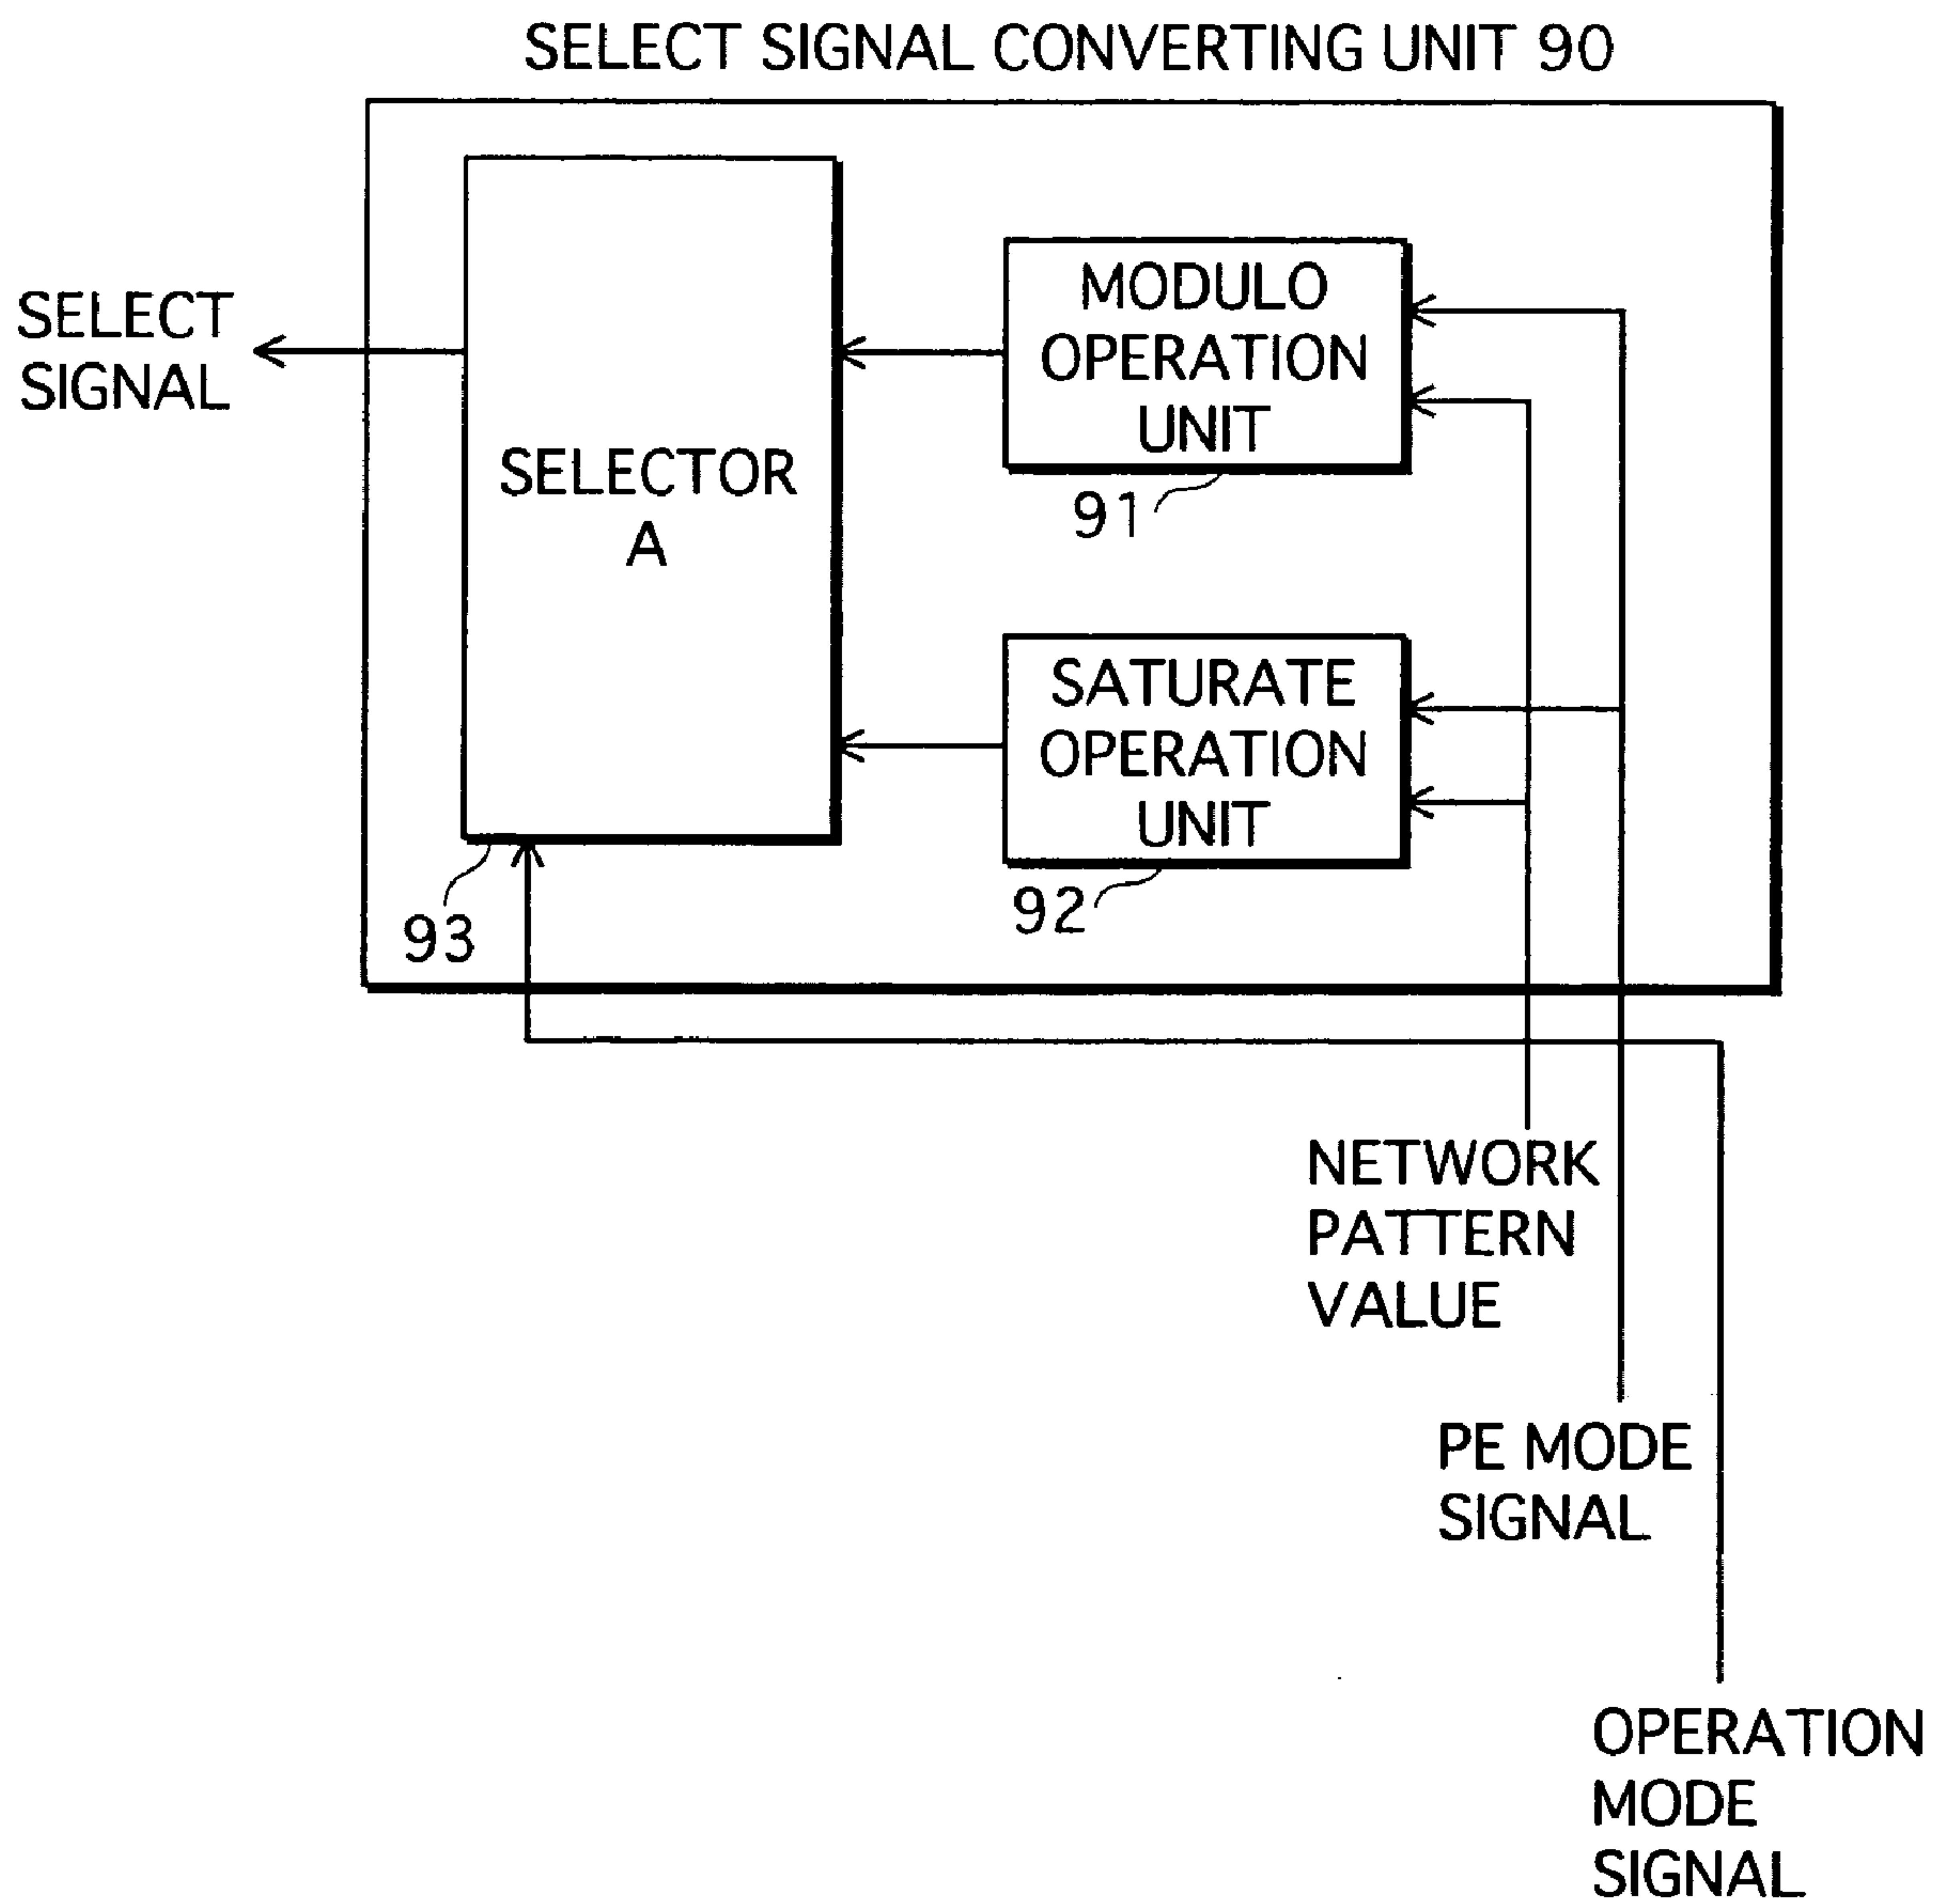 SELECT SIGNAL CONVERTING UNIT 90
SELECT
SIGNAL
SELECTOR
A
93
MODULO
OPERATION
UNIT
91
SATURATE
OPERATION
UNIT
92
NETWORK
PATTERN
VALUE
PE MODE
SIGNAL
OPERATION
MODE
SIGNAL